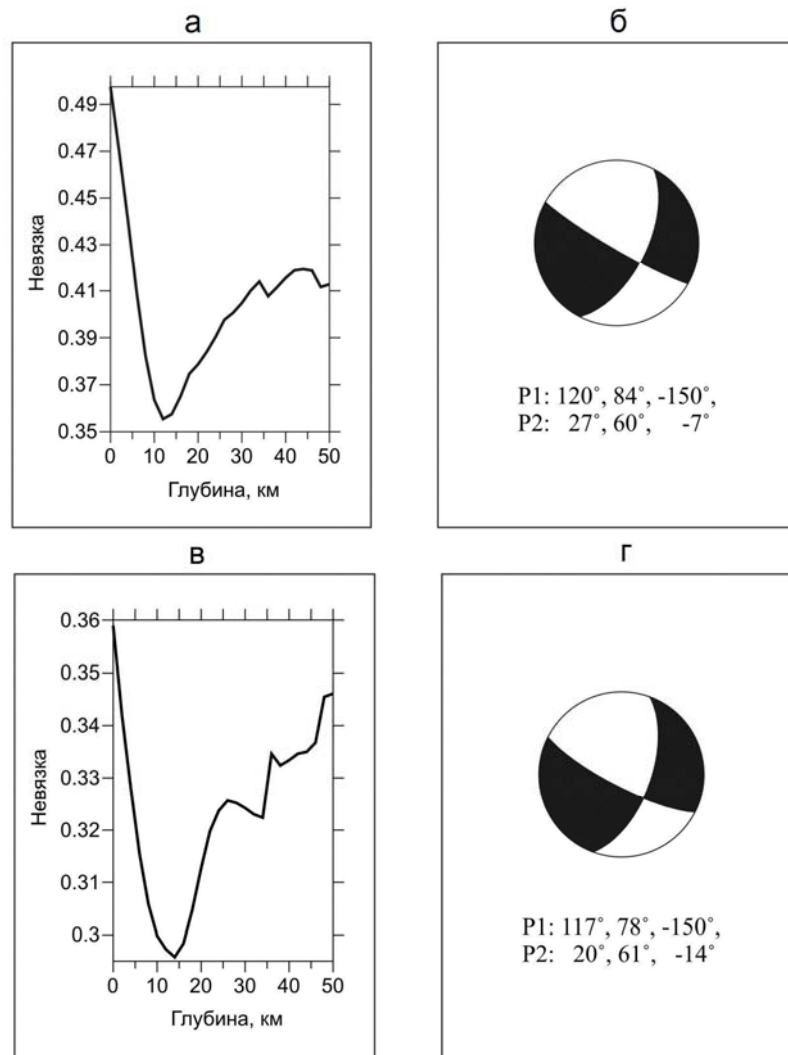 а
0.49
0.47
0.45
0.43
0.41
0.39
0.37
0.35
Невязка
0 10 20 30 40 50
Глубина, км
б
P1: 120°, 84°, -150°,
P2: 27°, 60°, -7°
в
0.36
0.35
0.34
0.33
0.32
0.31
0.3
Невязка
0 10 20 30 40 50
Глубина, км
г
P1: 117°, 78°, -150°,
P2: 20°, 61°, -14°